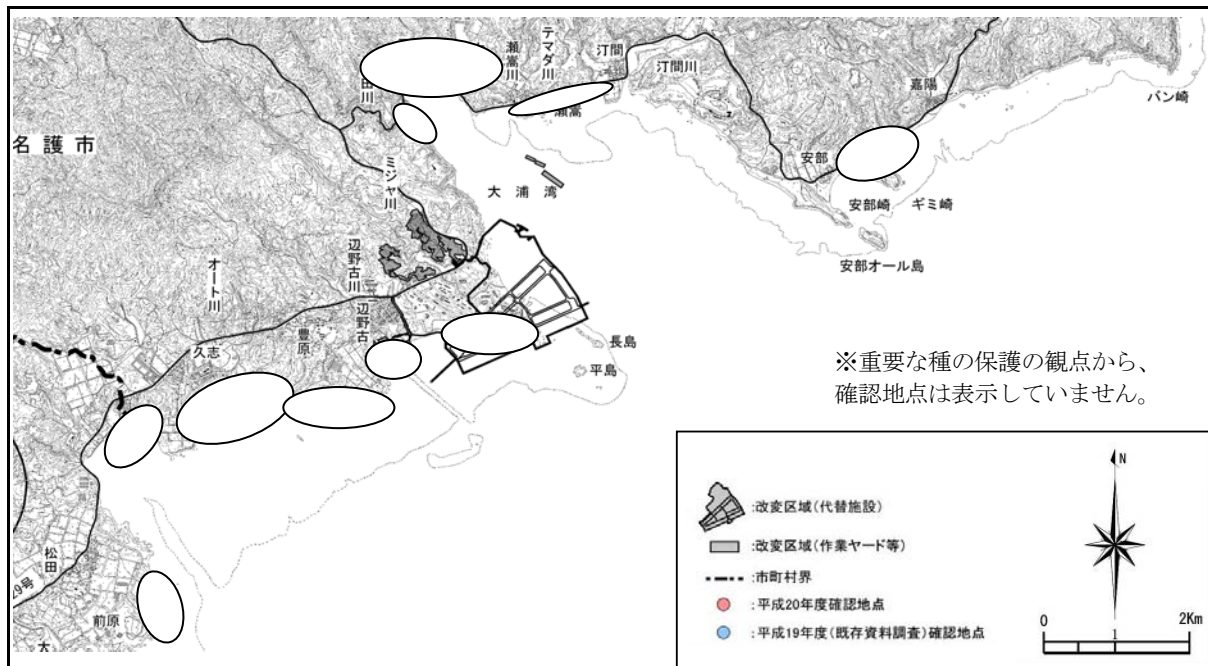 名護市
田川
瀬嵩川
テマダ川
汀間
汀間川
瀬嵩
嘉陽
バン崎
安部
安部崎
ギミ崎
安部オール島
大浦湾
ミジャ川
辺野古川
辺野古
オート川
久志
豊原
長島
平島
松田
29号
前原
大
※重要な種の保護の観点から、
確認地点は表示していません。
:改変区域(代替施設)
:改変区域(作業ヤード等)
:市町村界
:平成20年度確認地点
:平成19年度(既存資料調査)確認地点
N
0 1 2Km